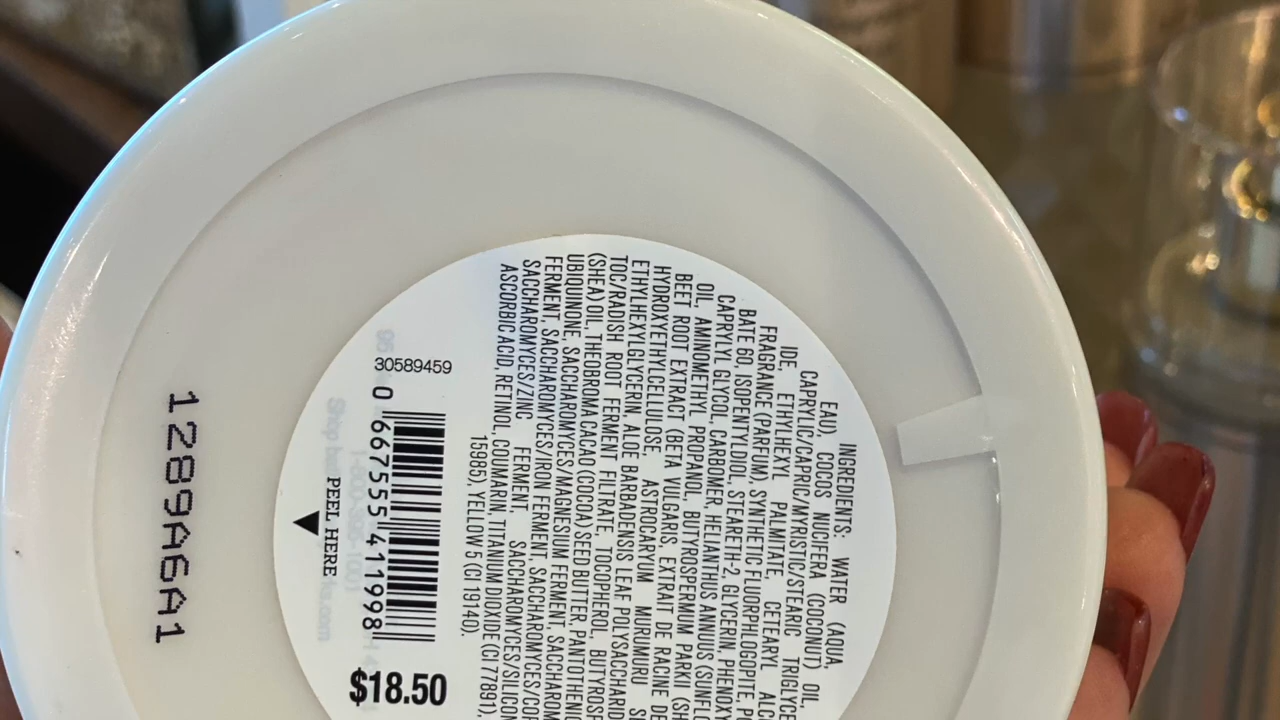 INGREDIENTS: WATER (AQUA
EAU), COCOS NUCIFERA (COCONUT) OIL,
CAPRYLIC/CAPRIC/MYRISTIC/STEARIC TRIGLYCE
IDE, ETHYLHEXYL PALMITATE, CETEARYL ALC
FRAGRANCE (PARFUM), SYNTHETIC FLUORPHLOGOPITE, P
BATE 60, ISOPENTYLDIOL, STEARETH-2, GLYCERIN, PHENOXY
CAPRYLYL GLYCOL, CARBOMER, HELIANTHUS ANNUUS (SUNFLO
OIL, AMINOMETHYL PROPANOL, BUTYROSPERMUM PARKII (SH
BEET ROOT EXTRACT (BETA VULGARIS, EXTRAIT DE RACINE DE
HYDROXYETHYLCELLULOSE, ASTROCARYUM MURUMURU S
ETHYLHEXYLGLYCERIN, ALOE BARBADENSIS LEAF POLYSACCHARID
TOC/RADISH ROOT FERMENT FILTRATE, TOCOPHEROL, BUTYROSP
(SHEA) OIL, THEOBROMA CACAO (COCOA) SEED BUTTER, PANTOTHENIC
UBIQUINONE, SACCHAROMYCES/MAGNESIUM FERMENT, SACCHAROM
FERMENT, SACCHAROMYCES/IRON FERMENT, SACCHAROMYCES/COP
SACCHAROMYCES/ZINC FERMENT, SACCHAROMYCES/SILICON
ASCORBIC ACID, RETINOL, COUMARIN, TITANIUM DIOXIDE (CI 77891),
15985), YELLOW 5 (CI 19140).
30589459
0 667555 411998
$18.50
PEEL HERE
1289A6A1